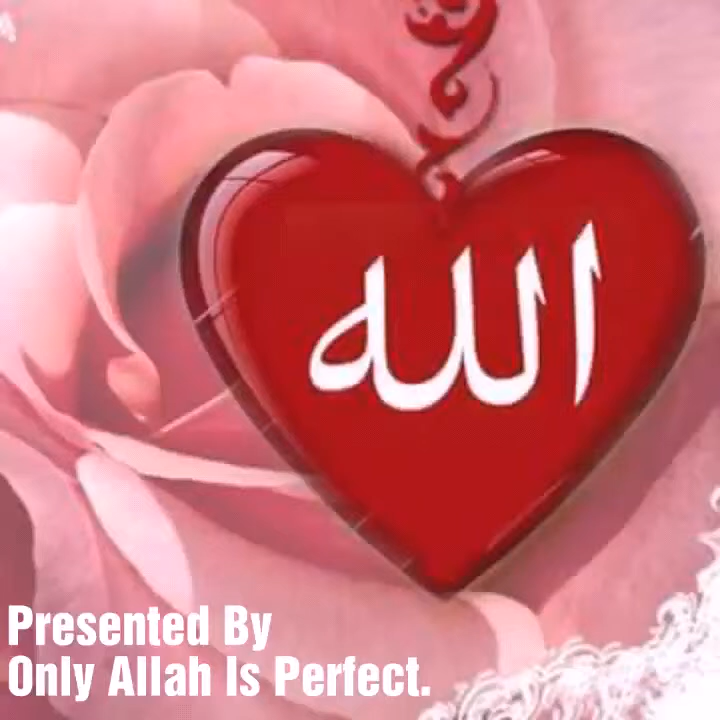 الله
Presented By
Only Allah Is Perfect.